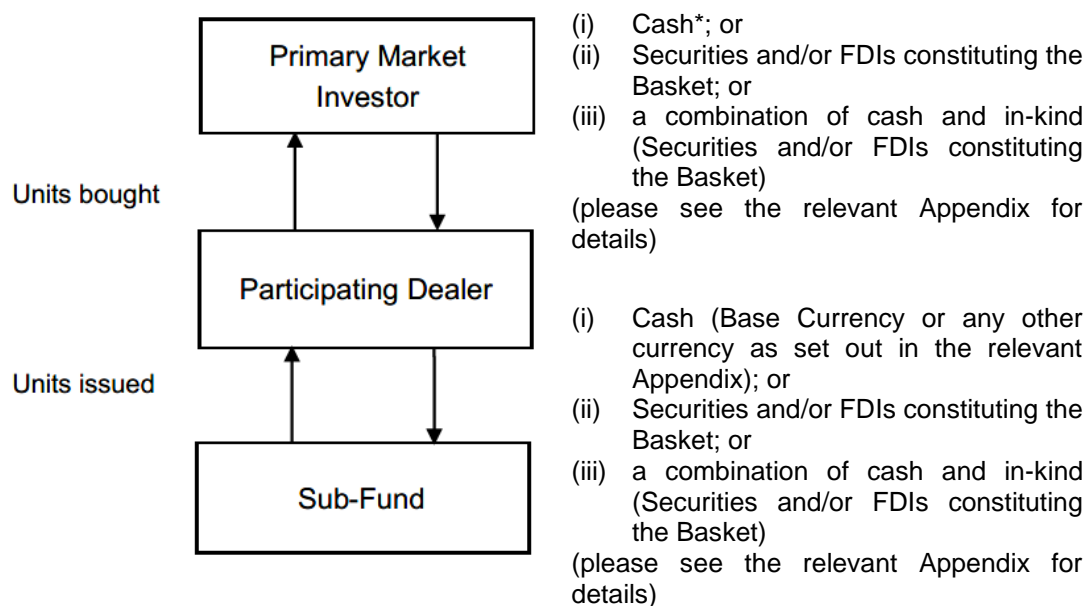 Primary Market
Investor
(i) Cash*; or
(ii) Securities and/or FDIs constituting the
Basket; or
(iii) a combination of cash and in-kind
(Securities and/or FDIs constituting
the Basket)
(please see the relevant Appendix for
details)
Units bought
Participating Dealer
(i) Cash (Base Currency or any other
currency as set out in the relevant
Appendix); or
(ii) Securities and/or FDIs constituting the
Basket; or
(iii) a combination of cash and in-kind
(Securities and/or FDIs constituting
the Basket)
(please see the relevant Appendix for
details)
Units issued
Sub-Fund